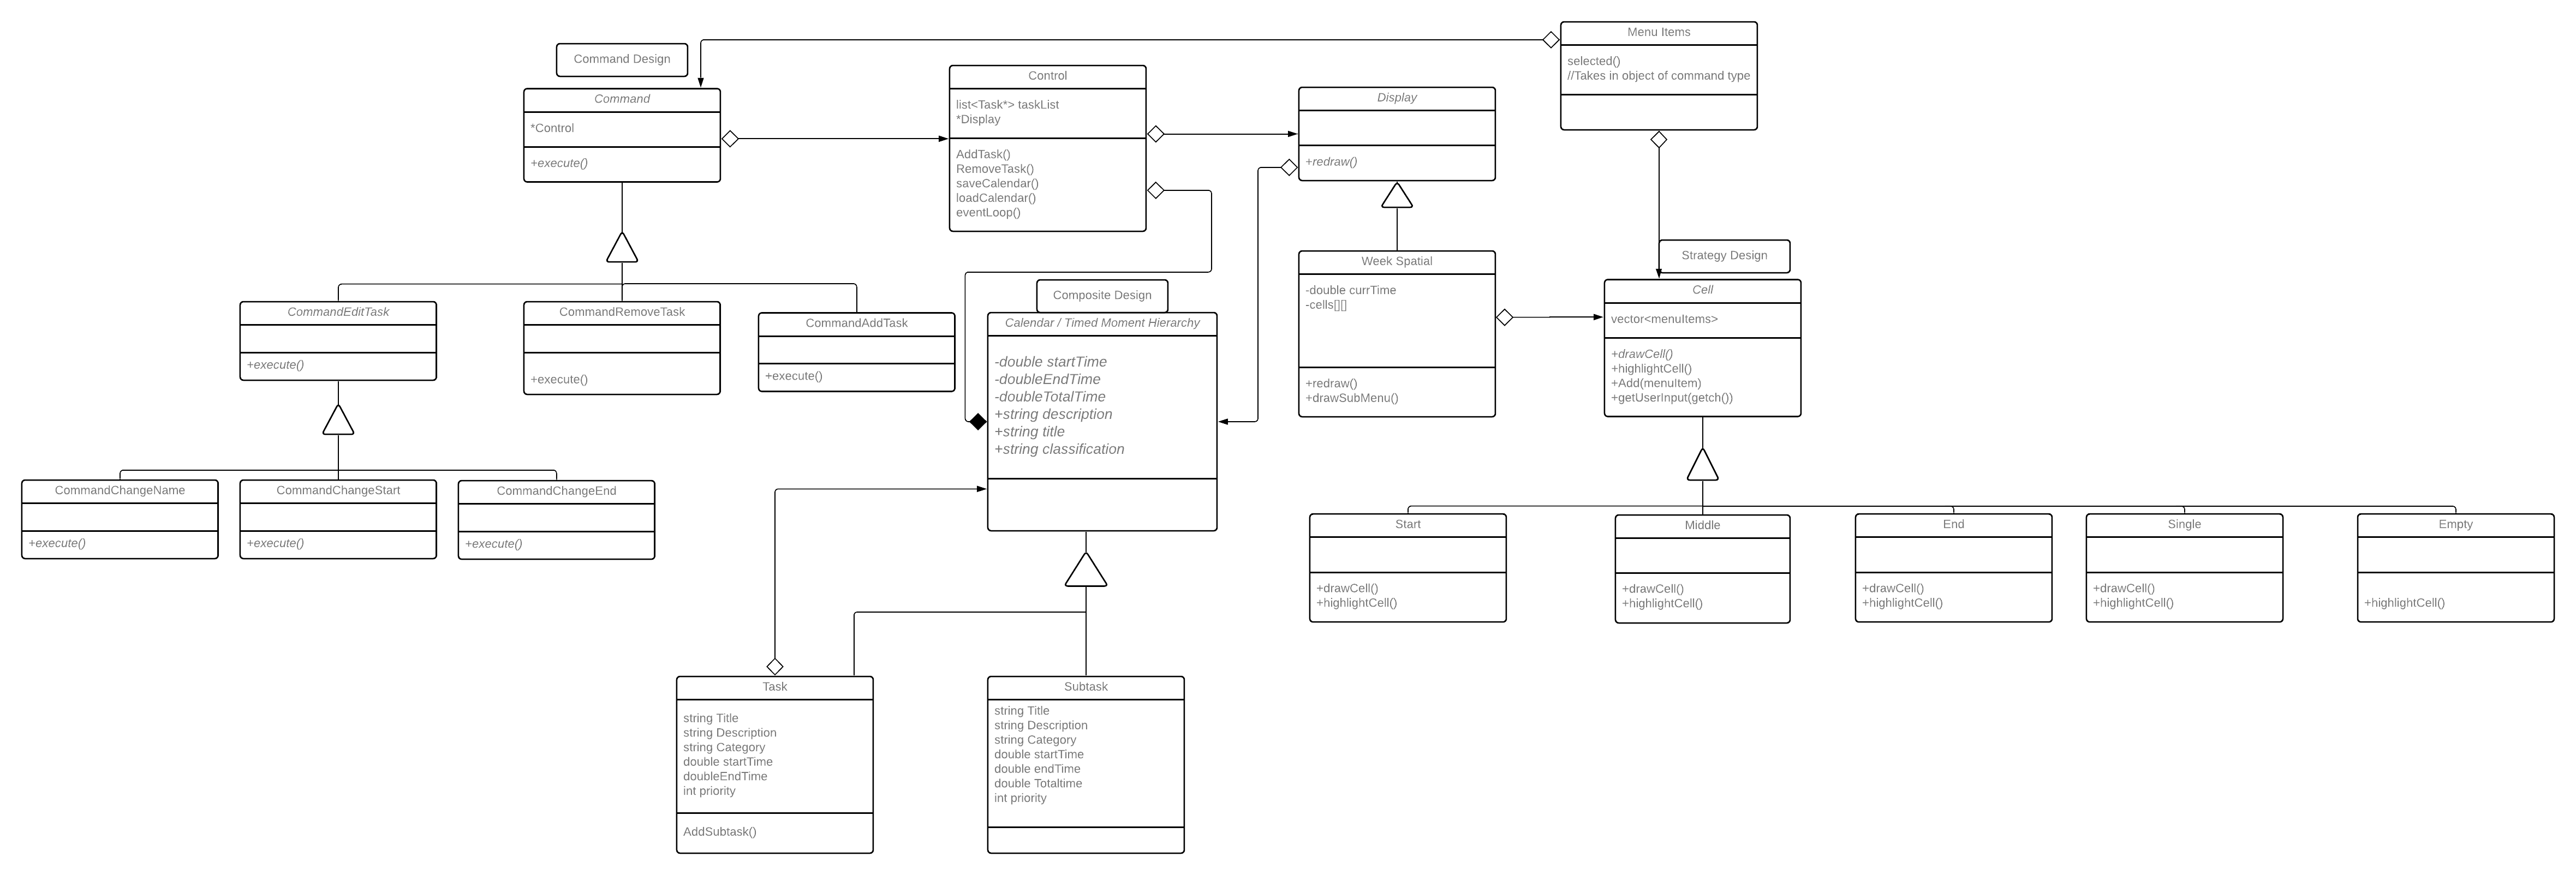 Menu Items
selected()
//Takes in object of command type
Command Design
Command
*Control
+execute()
Control
list<Task*> taskList
*Display
AddTask()
RemoveTask()
saveCalendar()
loadCalendar()
eventLoop()
Display
+redraw()
Week Spatial
-double currTime
-cells[][]
+redraw()
+drawSubMenu()
Strategy Design
Cell
vector<menuItems>
+drawCell()
+highlightCell()
+Add(menuItem)
+getUserInput(getch())
CommandEditTask
+execute()
CommandRemoveTask
+execute()
CommandAddTask
+execute()
Composite Design
Calendar / Timed Moment Hierarchy
-double startTime
-doubleEndTime
-doubleTotalTime
+string description
+string title
+string classification
CommandChangeName
+execute()
CommandChangeStart
+execute()
CommandChangeEnd
+execute()
Start
+drawCell()
+highlightCell()
Middle
+drawCell()
+highlightCell()
End
+drawCell()
+highlightCell()
Single
+drawCell()
+highlightCell()
Empty
+highlightCell()
Task
string Title
string Description
string Category
double startTime
doubleEndTime
int priority
AddSubtask()
Subtask
string Title
string Description
string Category
double startTime
double endTime
double Totaltime
int priority